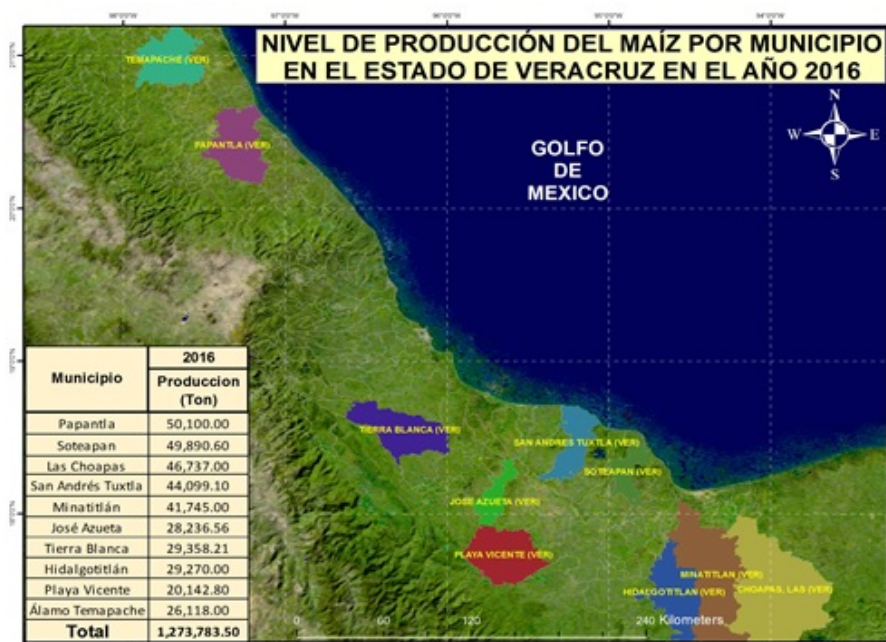 NIVEL DE PRODUCCIÓN DEL MAÍZ POR MUNICIPIO
EN EL ESTADO DE VERACRUZ EN EL AÑO 2016
TEMAPACHE (VER)
PAPANTLA (VER)
N
W E
S
GOLFO
DE
MEXICO
TIERRA BLANCA (VER)
SAN ANDRES TUXTLA (VER)
SOTEAPAN (VER)
JOSE AZUETA (VER)
PLAYA VICENTE (VER)
MINATITLAN (VER)
HIDALGOTITLAN (VER)
CHOAPAS, LAS (VER)
Municipio 2016
Produccion
(Ton)
Papantla 50,100.00
Soteapan 49,890.60
Las Choapas 46,737.00
San Andrés Tuxtla 44,099.10
Minatitlán 41,745.00
José Azueta 28,236.56
Tierra Blanca 29,358.21
Hidalgotitlán 29,270.00
Playa Vicente 20,142.80
Álamo Temapache 26,118.00
Total 1,273,783.50
0 60 120 240 Kilometers